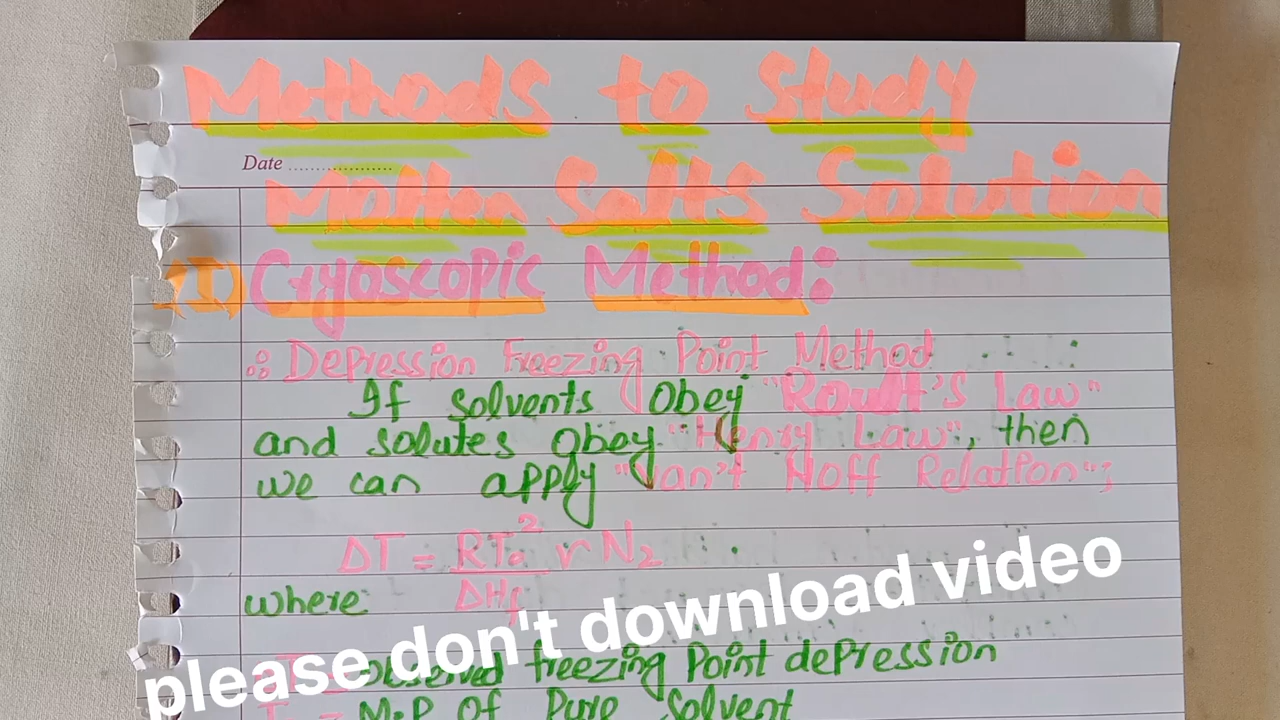 Methods to Study
Date ....................
Molten Salts Solution
(I) Cryoscopic Method:
Depression Freezing Point Method
If solvents obey "Roult's Law"
and solutes obey "Henry Law", then
we can apply "Van't Hoff Relation";
ΔT = RT₀² v N₂
ΔHf
where
please don't download video
observed freezing Point depression
T₀ = M.P of Pure Solvent